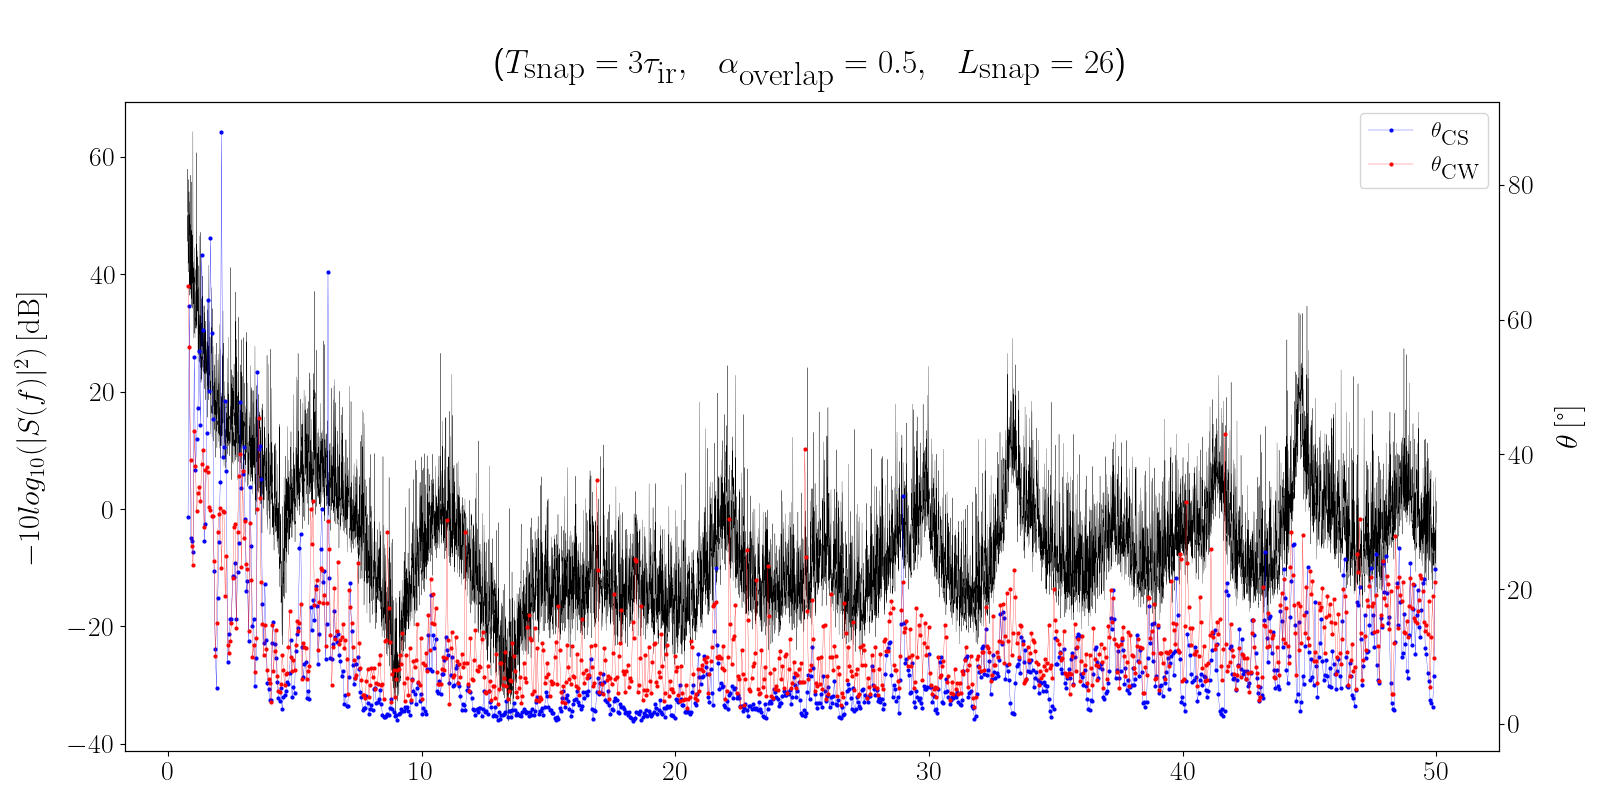 (T_snap = 3τ_ir, α_overlap = 0.5, L_snap = 26)
θ_CS
θ_CW
−10log₁₀(|S(f)|²) [dB]
60
40
20
0
−20
−40
80
60
40
20
0
θ [°]
0 10 20 30 40 50